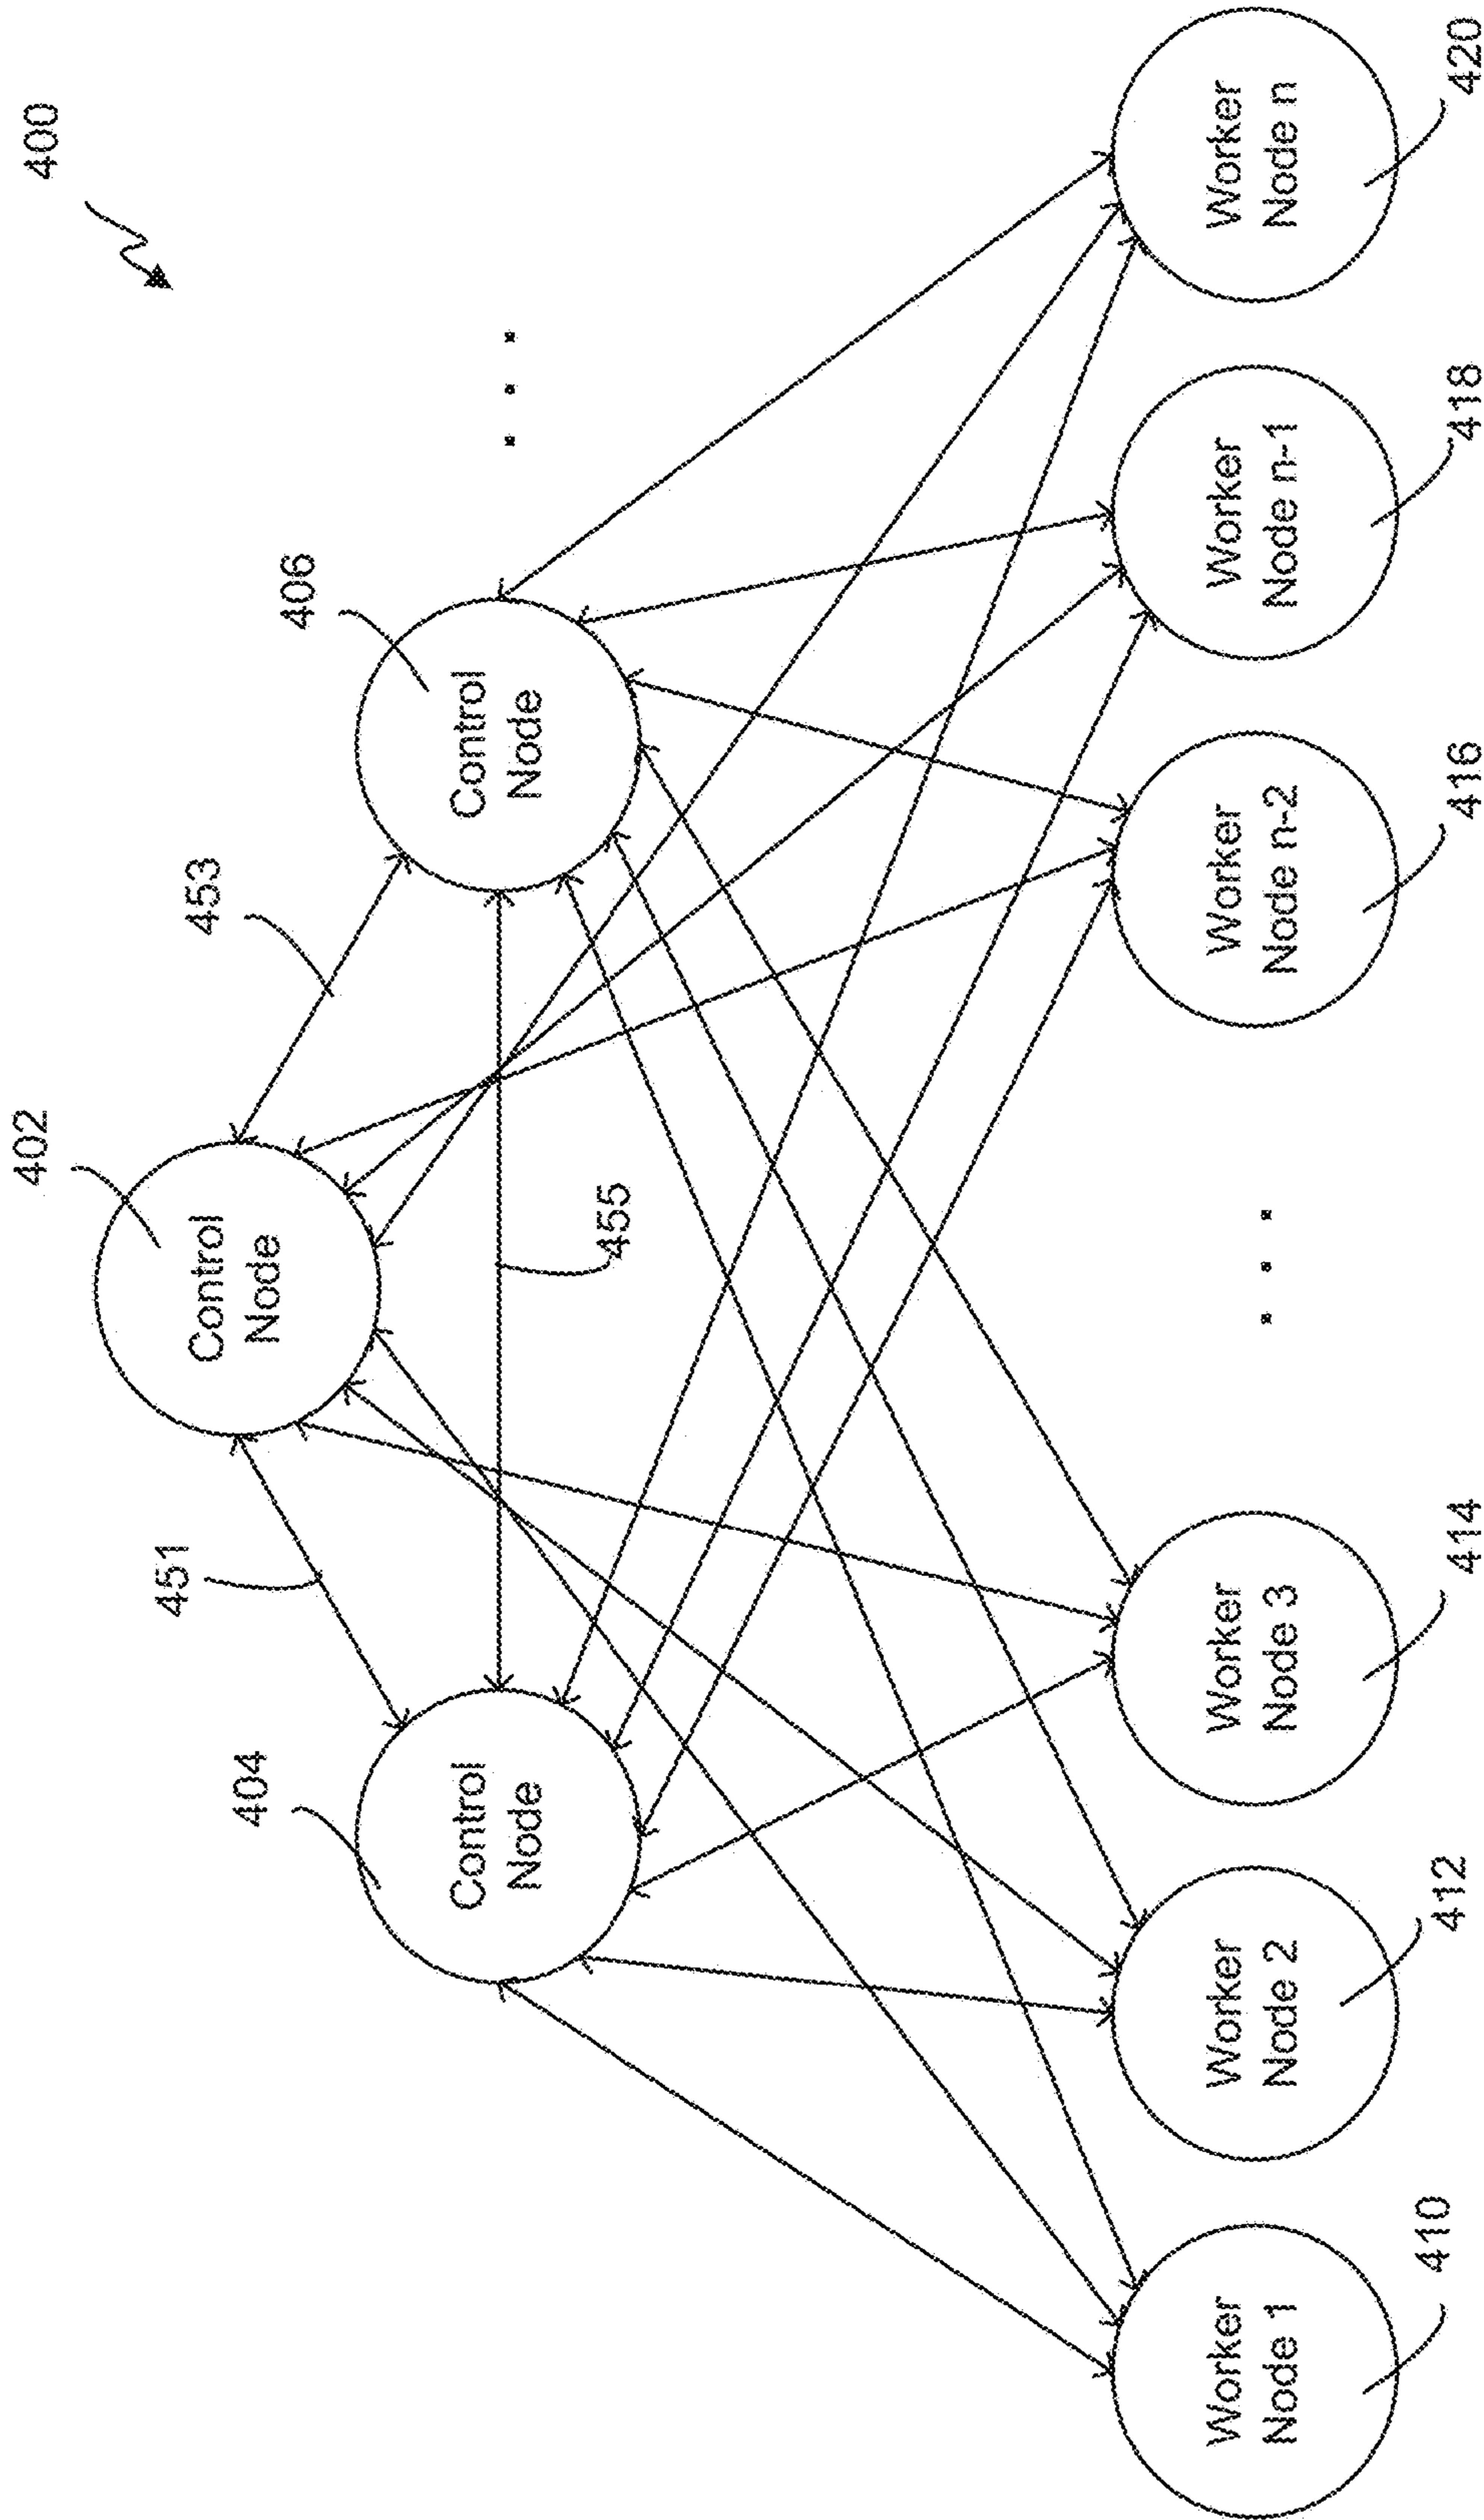 400
402
Control
Node
451
453
404
Control
Node
406
Control
Node
. . .
455
Worker
Node 1
Worker
Node 2
Worker
Node 3
. . .
Worker
Node n-2
Worker
Node n-1
Worker
Node n
410
412
414
416
418
420